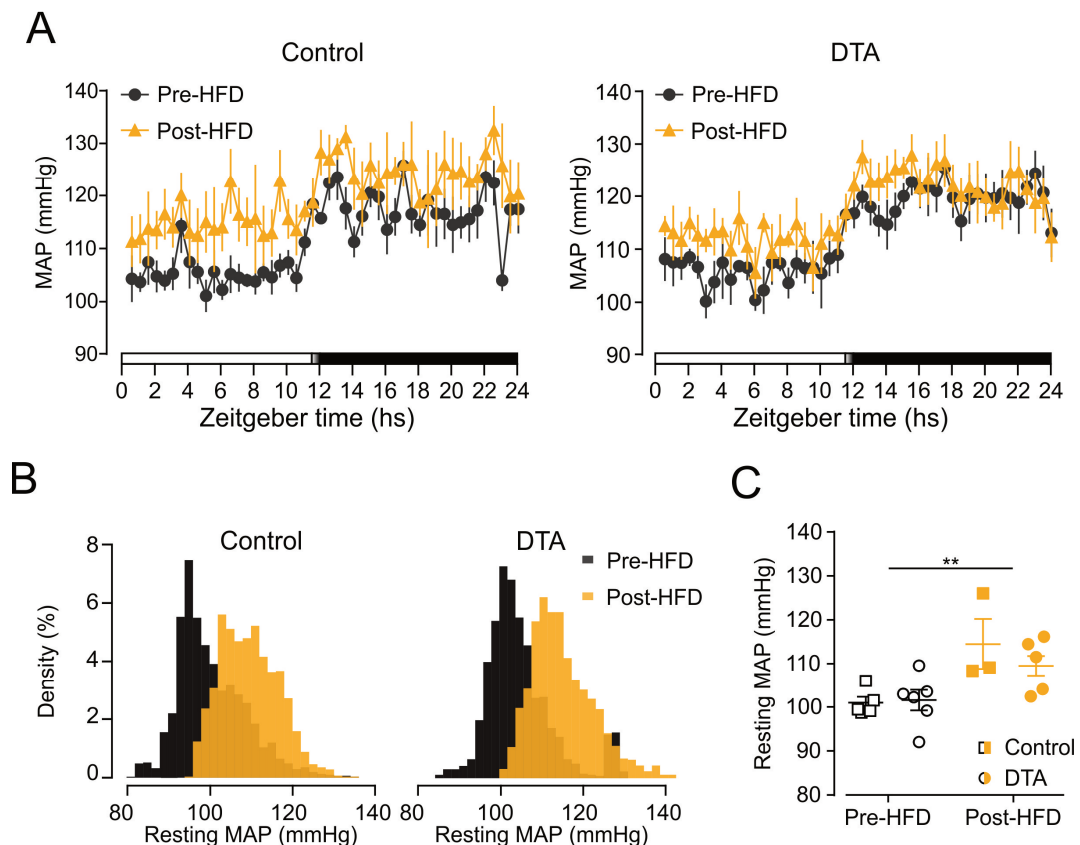 A
Control
DTA
Pre-HFD
Post-HFD
Pre-HFD
Post-HFD
MAP (mmHg)
140
130
120
110
100
90
MAP (mmHg)
140
130
120
110
100
90
0 2 4 6 8 10 12 14 16 18 20 22 24
Zeitgeber time (hs)
0 2 4 6 8 10 12 14 16 18 20 22 24
Zeitgeber time (hs)
B
Control
DTA
Pre-HFD
Post-HFD
Density (%)
8
6
4
2
0
80 100 120 140
Resting MAP (mmHg)
100 120 140
Resting MAP (mmHg)
C
Resting MAP (mmHg)
140
130
120
110
100
90
80
**
Control
DTA
Pre-HFD
Post-HFD